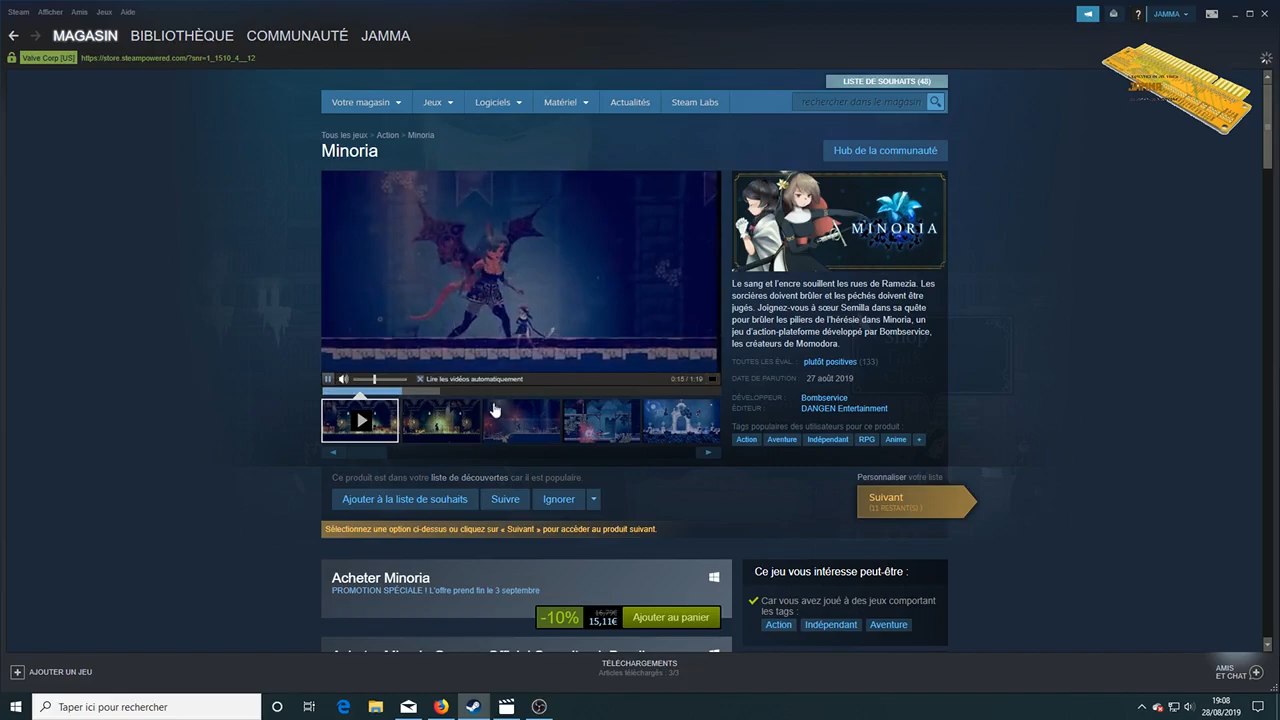 Steam Afficher Amis Jeux Aide
JAMMA
MAGASIN BIBLIOTHÈQUE COMMUNAUTÉ JAMMA
Valve Corp [US] https://store.steampowered.com/?snr=1_1510_4__12
JAMMA
LISTE DE SOUHAITS (48)
Votre magasin Jeux Logiciels Matériel Actualités Steam Labs rechercher dans le magasin
Tous les jeux > Action > Minoria
Minoria
Hub de la communauté
MINORIA
Le sang et l'encre souillent les rues de Ramezia. Les
sorcières doivent brûler et les péchés doivent être
jugés. Joignez-vous à sœur Semilla dans sa quête
pour brûler les piliers de l'hérésie dans Minoria, un
jeu d'action-plateforme développé par Bombservice,
les créateurs de Momodora.
TOUTES LES ÉVAL. : plutôt positives (133)
DATE DE PARUTION : 27 août 2019
DÉVELOPPEUR : Bombservice
ÉDITEUR : DANGEN Entertainment
Tags populaires des utilisateurs pour ce produit :
Action Aventure Indépendant RPG Anime +
Lire les vidéos automatiquement 0:15 / 1:19
Ce produit est dans votre liste de découvertes car il est populaire.
Ajouter à la liste de souhaits Suivre Ignorer
Personnaliser votre liste
Suivant
(11 RESTANT(S) )
Sélectionnez une option ci-dessus ou cliquez sur « Suivant » pour accéder au produit suivant.
Acheter Minoria
PROMOTION SPÉCIALE ! L'offre prend fin le 3 septembre
-10% 16,79€ 15,11€ Ajouter au panier
Ce jeu vous intéresse peut-être :
Car vous avez joué à des jeux comportant
les tags :
Action Indépendant Aventure
AJOUTER UN JEU
TÉLÉCHARGEMENTS
Articles téléchargés : 3/3
AMIS
ET CHAT
Taper ici pour rechercher
19:08
28/08/2019